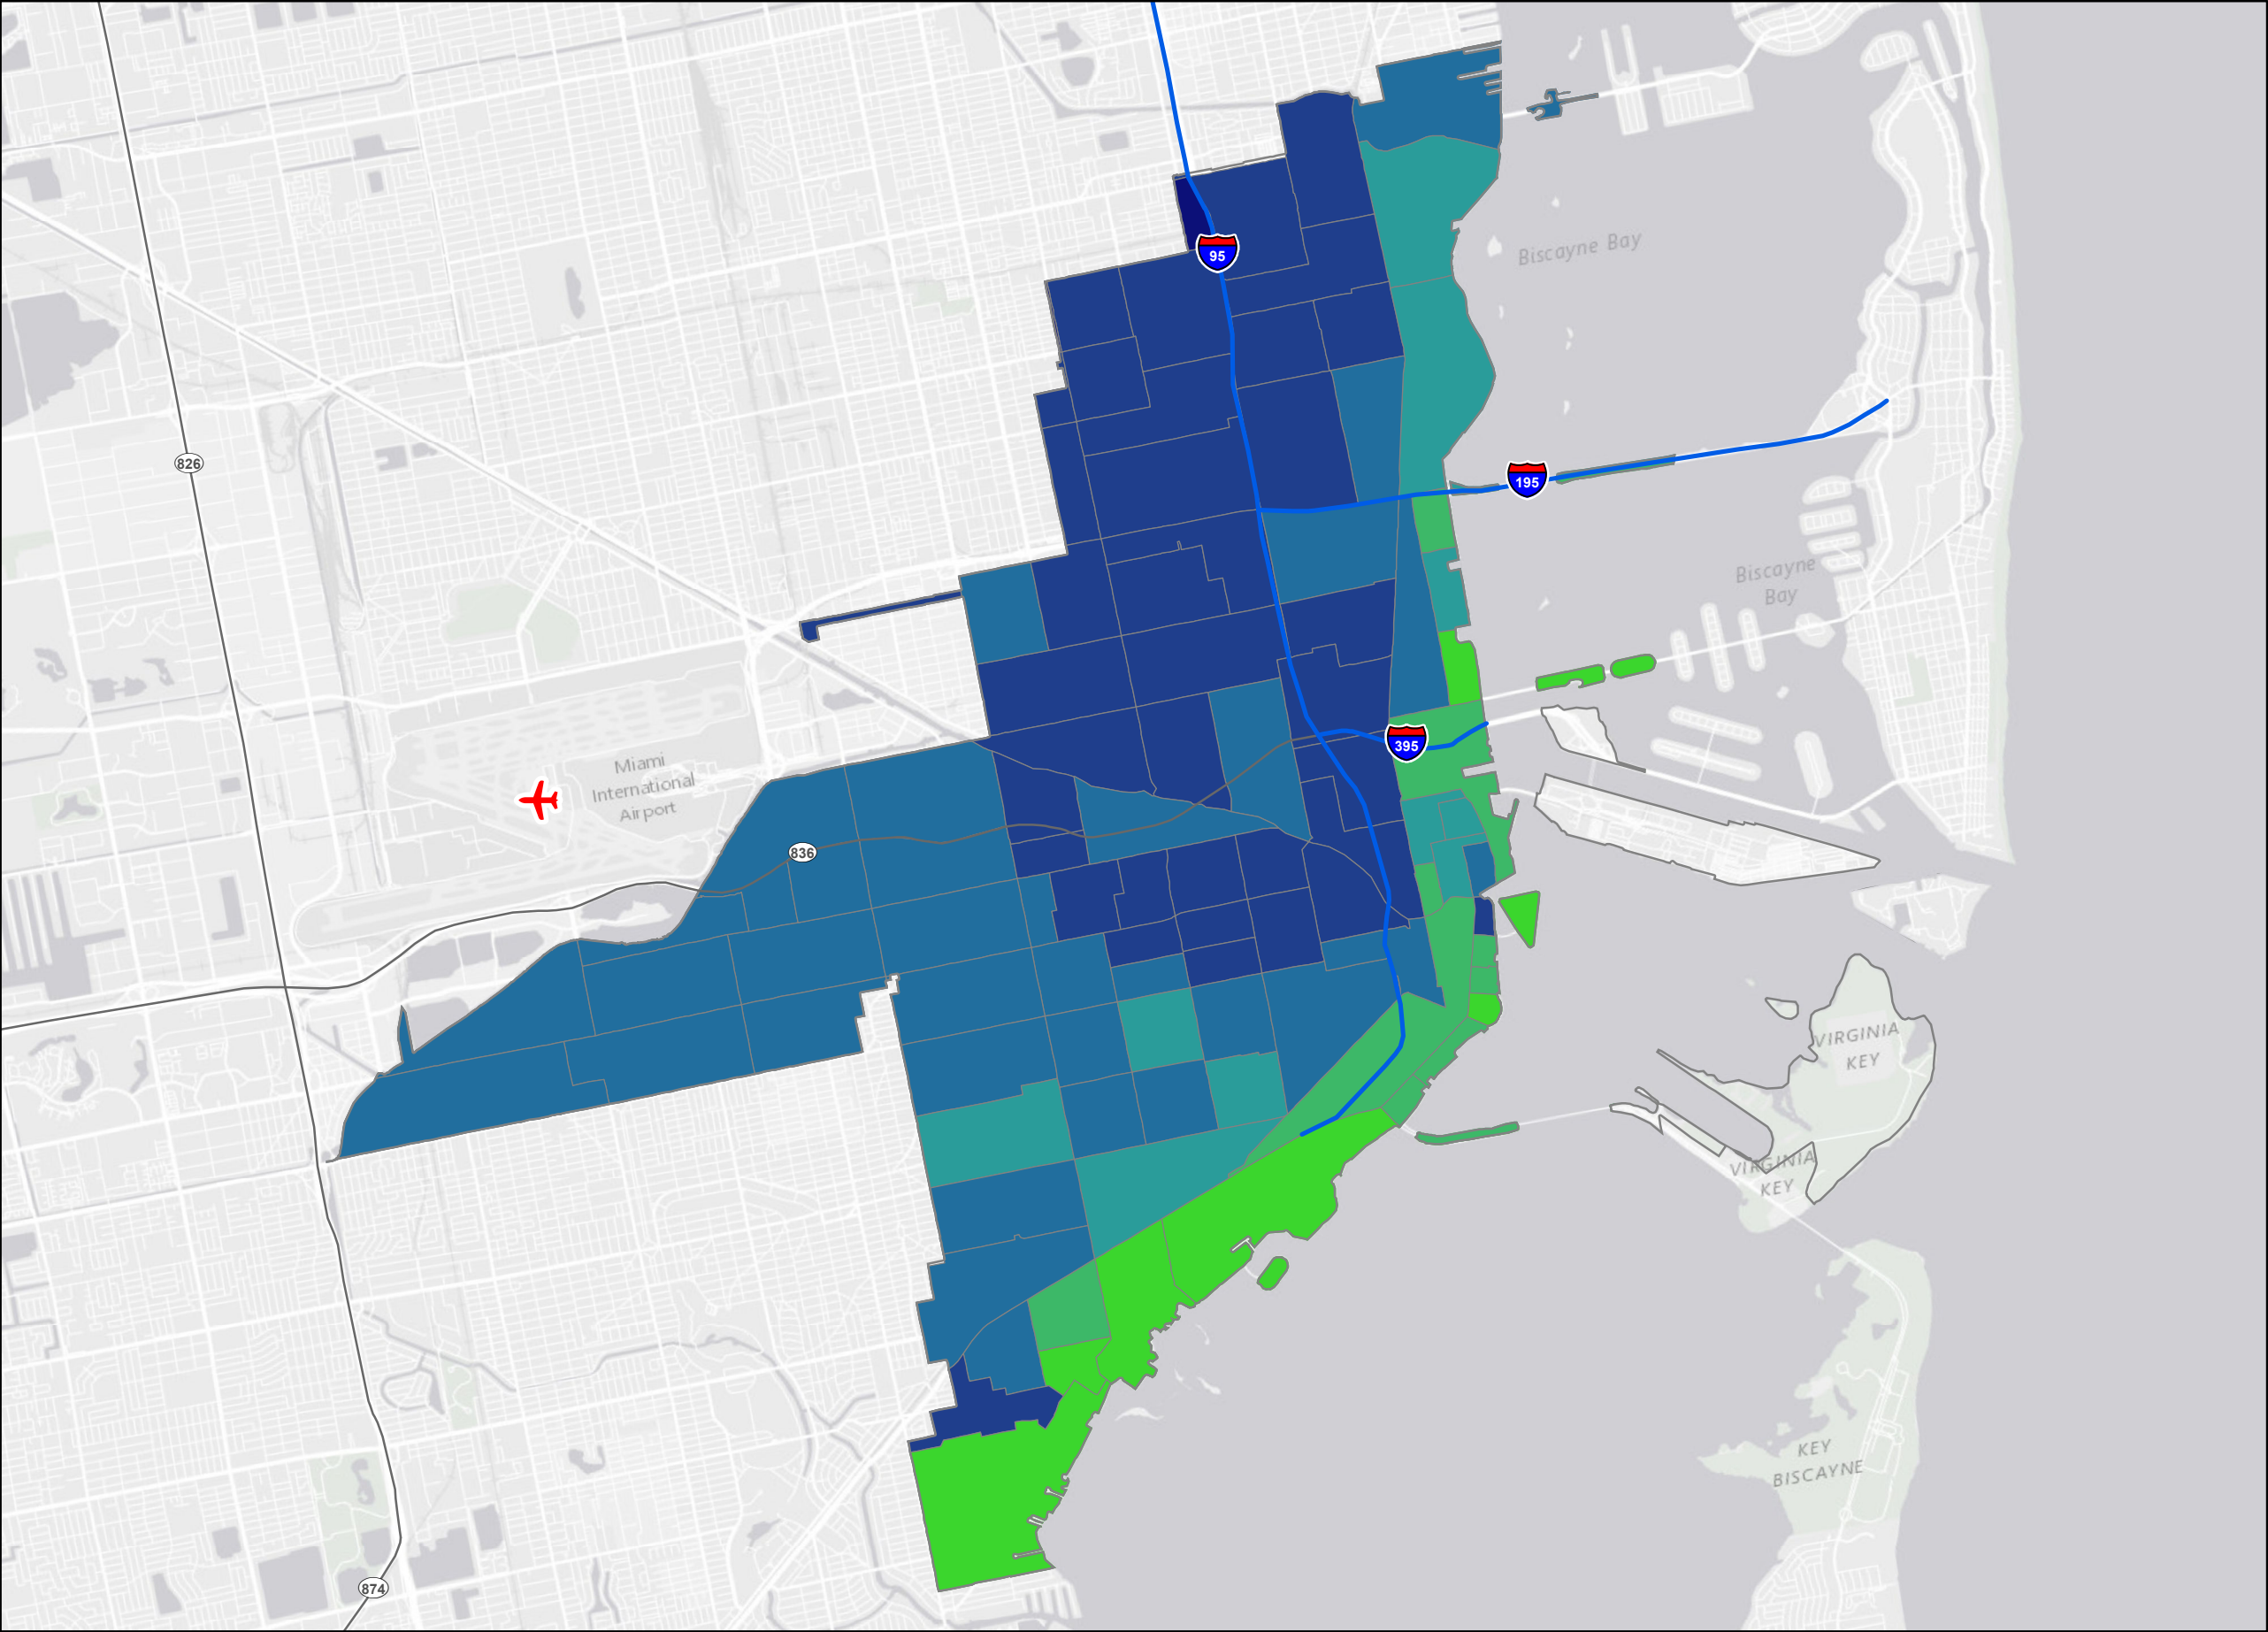 95
Biscayne Bay
826
195
Biscayne
Bay
395
Miami
International
Airport
836
VIRGINIA
KEY
VIRGINIA
KEY
KEY
BISCAYNE
874